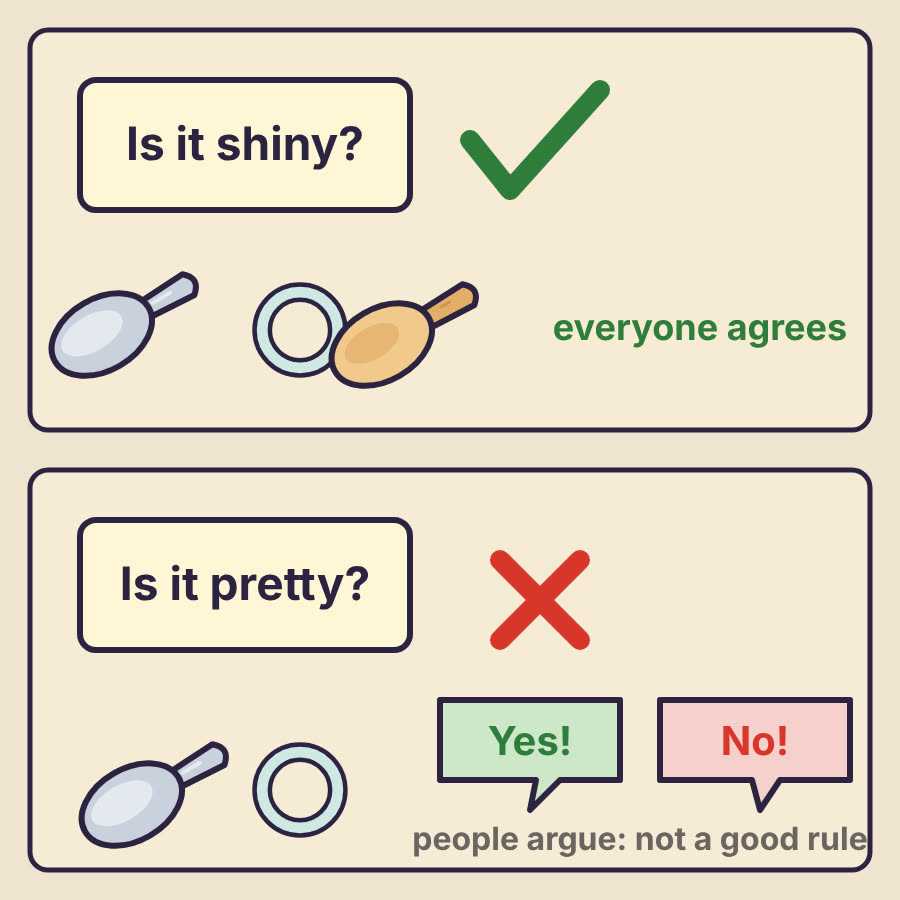 Is it shiny?
everyone agrees
Is it pretty?
Yes!
No!
people argue: not a good rule